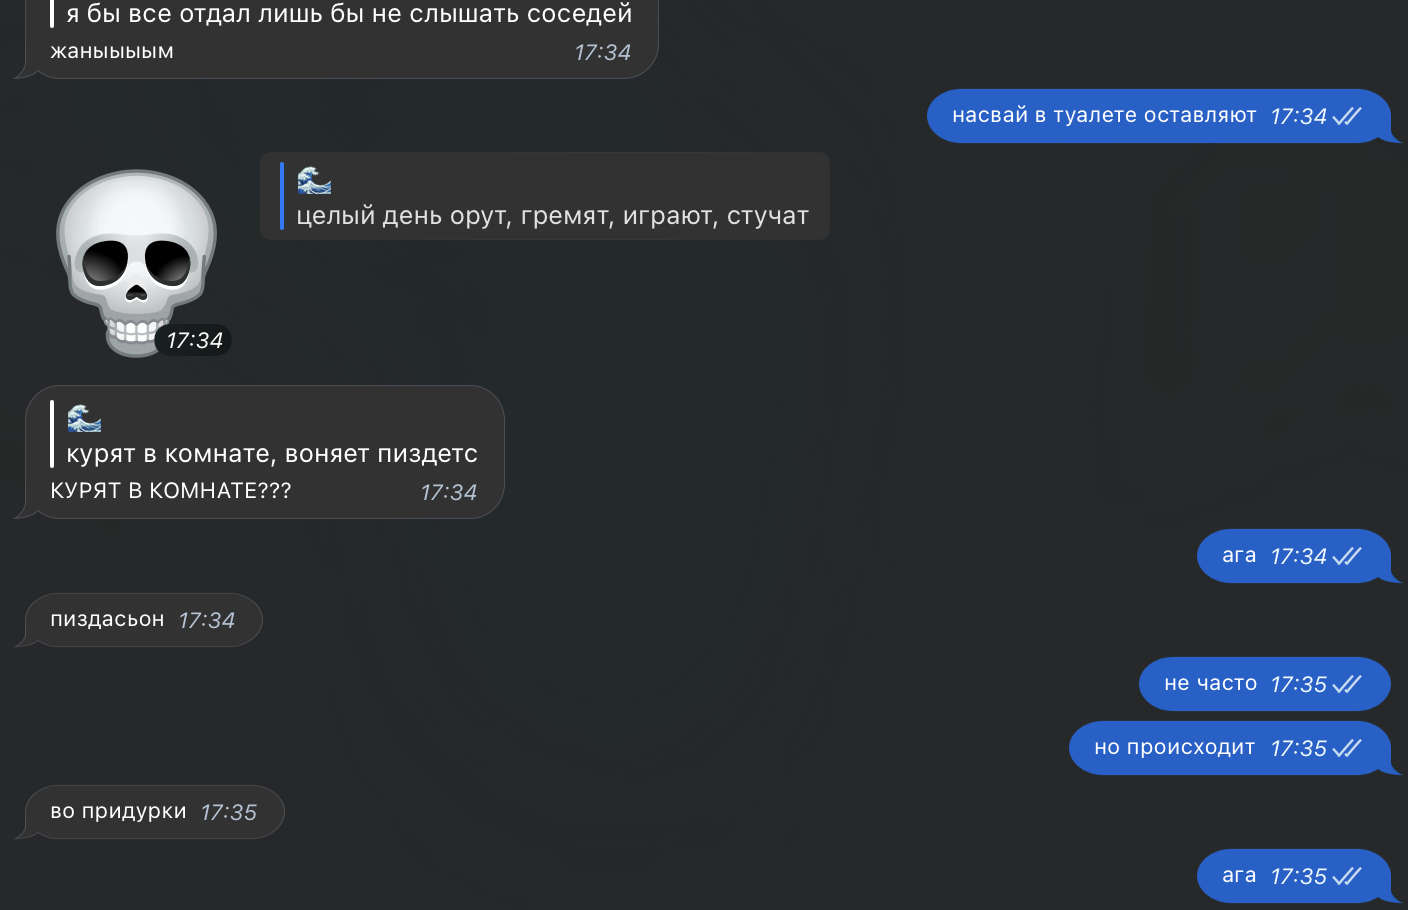 я бы все отдал лишь бы не слышать соседей
жаныыыым 17:34
насвай в туалете оставляют 17:34
целый день орут, гремят, играют, стучат
17:34
курят в комнате, воняет пиздетс
КУРЯТ В КОМНАТЕ??? 17:34
ага 17:34
пиздасьон 17:34
не часто 17:35
но происходит 17:35
во придурки 17:35
ага 17:35